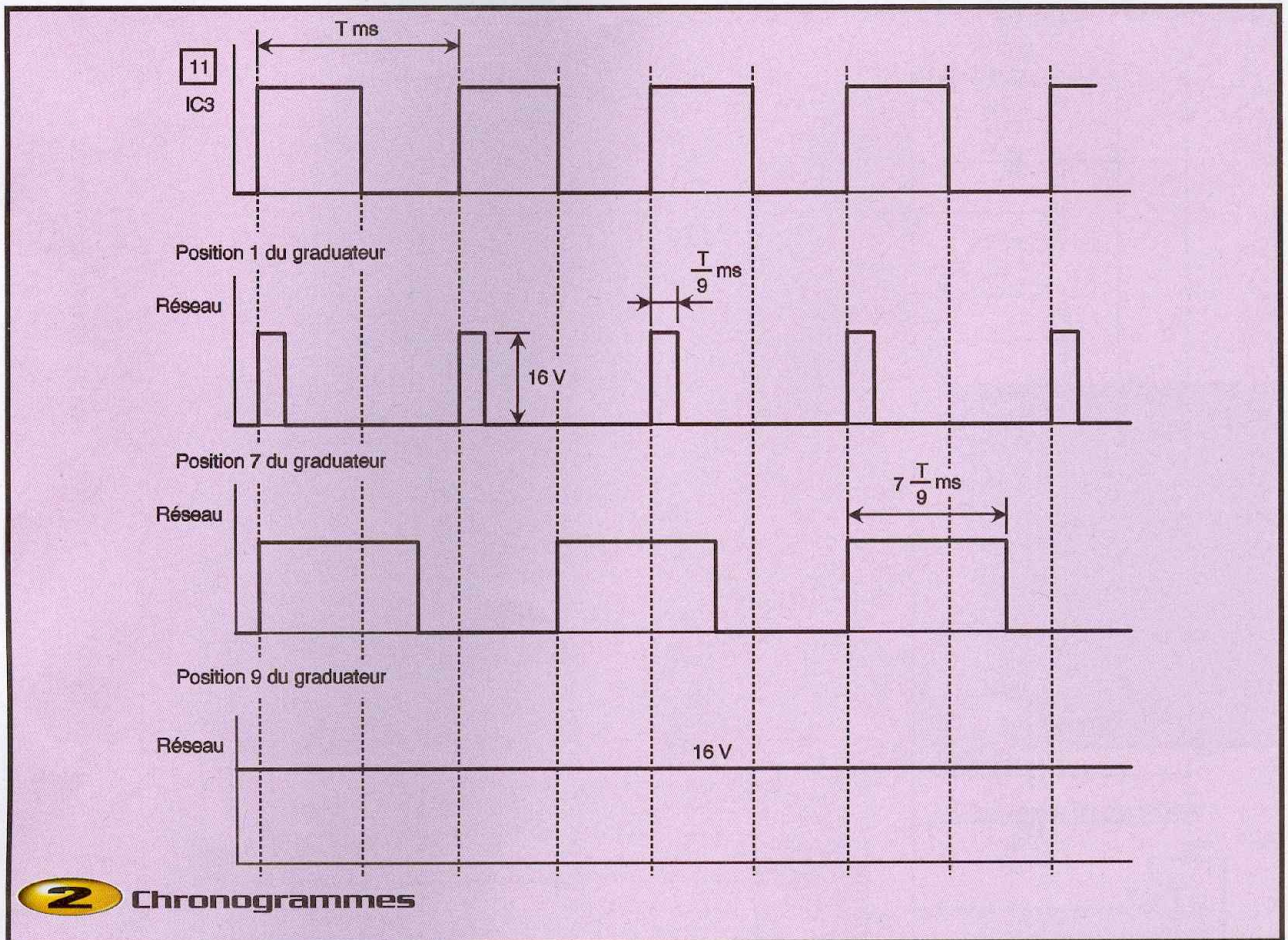 T ms
11
IC3
Position 1 du graduateur
T/9 ms
Réseau
16 V
Position 7 du graduateur
7 T/9 ms
Réseau
Position 9 du graduateur
Réseau
16 V
2 Chronogrammes